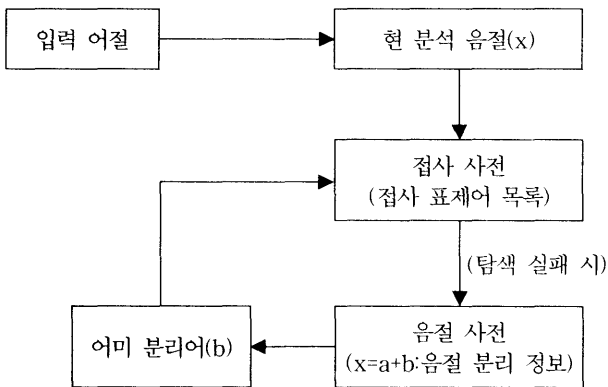 입력 어절
현 분석 음절(x)
접사 사전
(접사 표제어 목록)
(탐색 실패 시)
어미 분리어(b)
음절 사전
(x=a+b:음절 분리 정보)